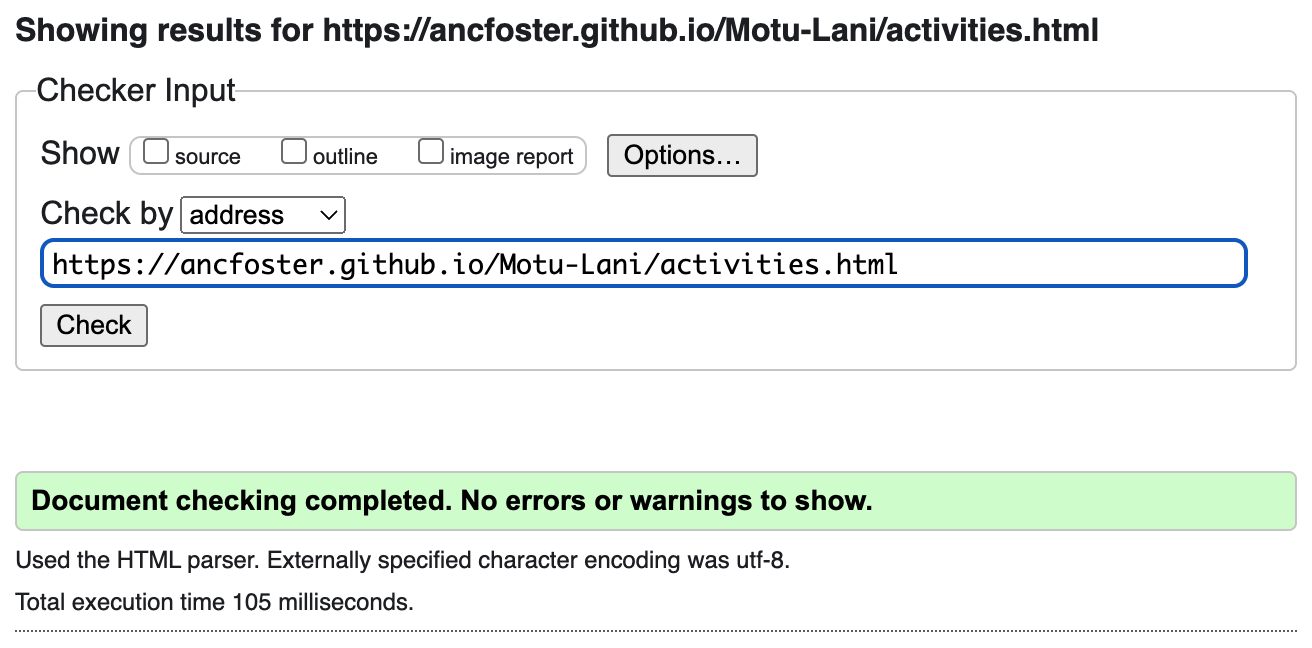 Showing results for https://ancfoster.github.io/Motu-Lani/activities.html
Checker Input
Show source outline image report Options...
Check by address
https://ancfoster.github.io/Motu-Lani/activities.html
Check
Document checking completed. No errors or warnings to show.
Used the HTML parser. Externally specified character encoding was utf-8.
Total execution time 105 milliseconds.